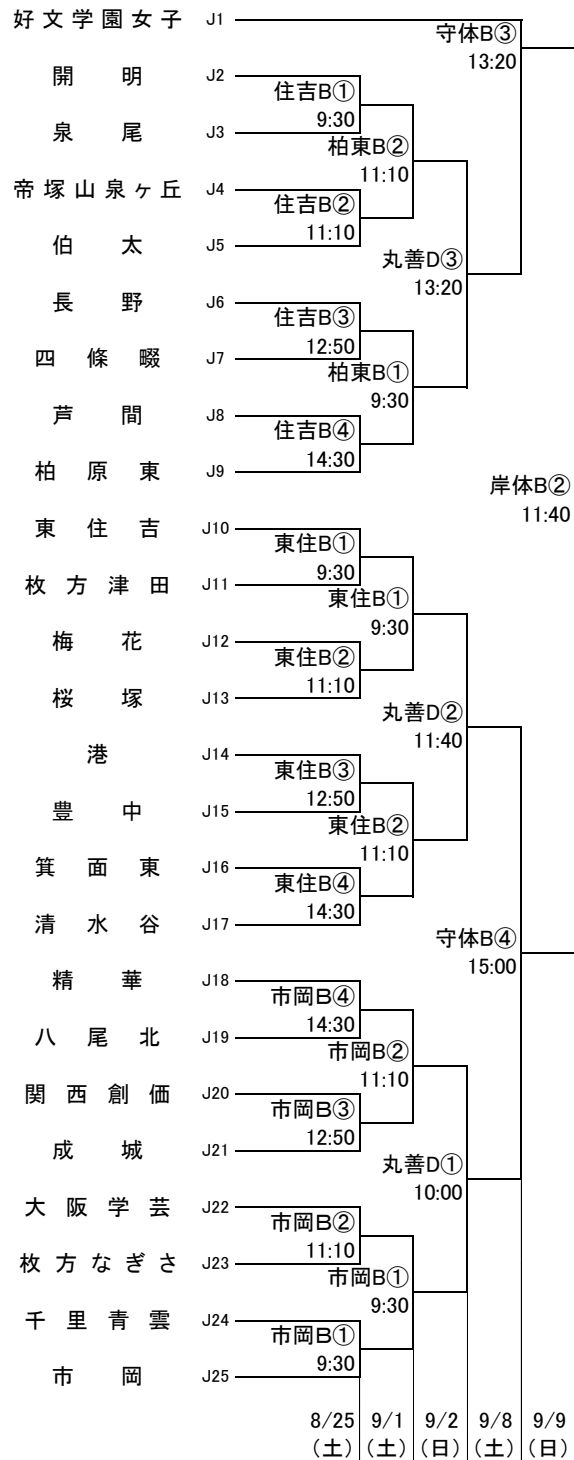 好文学園女子 J1
守体B③
13:20
開明 J2
住吉B①
9:30
泉尾 J3
柏東B②
11:10
帝塚山泉ヶ丘 J4
住吉B②
11:10
伯太 J5
丸善D③
13:20
長野 J6
住吉B③
12:50
四條畷 J7
柏東B①
9:30
芦間 J8
住吉B④
14:30
柏原東 J9
岸体B②
11:40
東住吉 J10
東住B①
9:30
枚方津田 J11
東住B①
9:30
梅花 J12
東住B②
11:10
桜塚 J13
丸善D②
11:40
港 J14
東住B③
12:50
豊中 J15
東住B②
11:10
箕面東 J16
東住B④
14:30
清水谷 J17
守体B④
15:00
精華 J18
市岡B④
14:30
八尾北 J19
市岡B②
11:10
関西創価 J20
市岡B③
12:50
成城 J21
丸善D①
10:00
大阪学芸 J22
市岡B②
11:10
枚方なぎさ J23
市岡B①
9:30
千里青雲 J24
市岡B①
9:30
市岡 J25
8/25 9/1 9/2 9/8 9/9
（土）（土）（日）（土）（日）